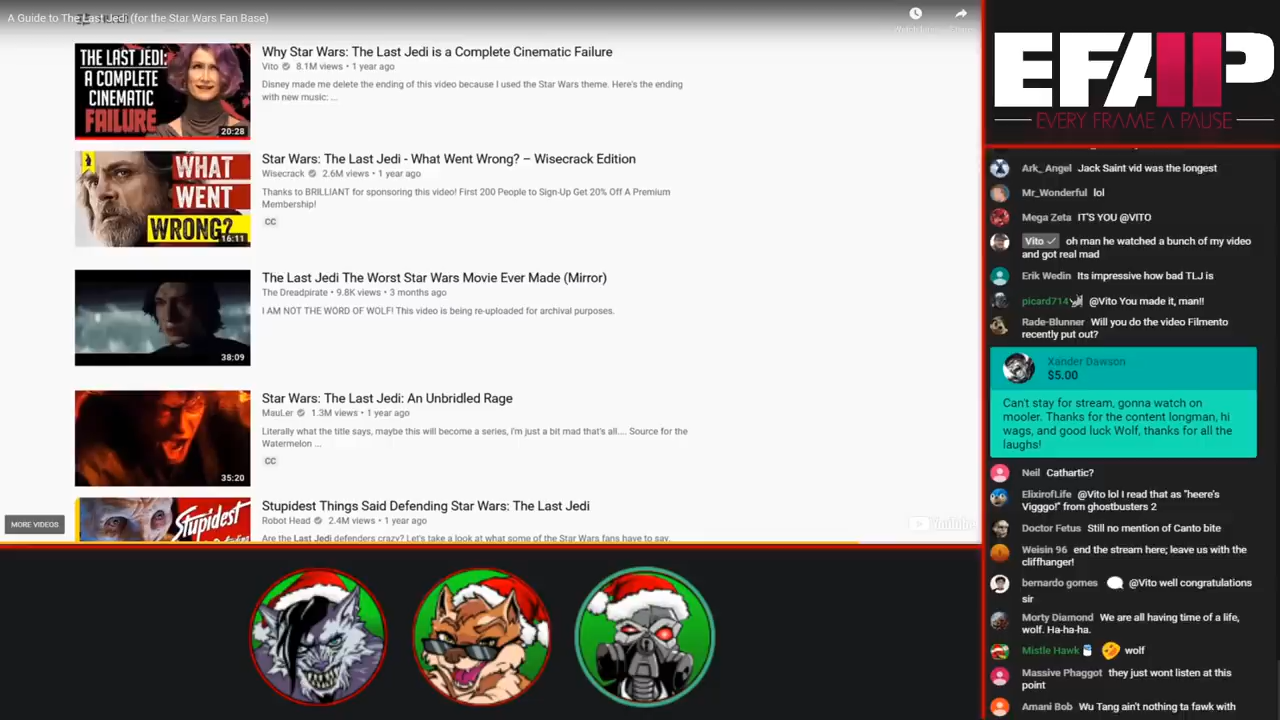 A Guide to The Last Jedi (for the Star Wars Fan Base)
THE LAST JEDI:
A COMPLETE
CINEMATIC
FAILURE
20:28
Why Star Wars: The Last Jedi is a Complete Cinematic Failure
Vito 8.1M views • 1 year ago
Disney made me delete the ending of this video because I used the Star Wars theme. Here's the ending
with new music: ...
WHAT
WENT
WRONG?
16:11
Star Wars: The Last Jedi - What Went Wrong? – Wisecrack Edition
Wisecrack 2.6M views • 1 year ago
Thanks to BRILLIANT for sponsoring this video! First 200 People to Sign-Up Get 20% Off A Premium
Membership!
CC
38:09
The Last Jedi The Worst Star Wars Movie Ever Made (Mirror)
The Dreadpirate • 9.8K views • 3 months ago
I AM NOT THE WORD OF WOLF! This video is being re-uploaded for archival purposes.
35:20
Star Wars: The Last Jedi: An Unbridled Rage
MauLer 1.3M views • 1 year ago
Literally what the title says, maybe this will become a series, i'm just a bit mad that's all.... Source for the
Watermelon ...
CC
Stupidest
Stupidest Things Said Defending Star Wars: The Last Jedi
Robot Head 2.4M views • 1 year ago
Are the Last Jedi defenders crazy? Let's take a look at what some of the Star Wars fans have to say.
MORE VIDEOS
YouTube
EFAP
EVERY FRAME A PAUSE
Ark_ Angel Jack Saint vid was the longest
Mr_Wonderful lol
Mega Zeta IT'S YOU @VITO
Vito ✓ oh man he watched a bunch of my video
and got real mad
Erik Wedin Its impressive how bad TLJ is
picard714 @Vito You made it, man!!
Rade-Blunner Will you do the video Filmento
recently put out?
Xander Dawson
$5.00
Can't stay for stream, gonna watch on
mooler. Thanks for the content longman, hi
wags, and good luck Wolf, thanks for all the
laughs!
Neil Cathartic?
ElixirofLife @Vito lol I read that as "heere's
Vigggo!" from ghostbusters 2
Doctor Fetus Still no mention of Canto bite
Weisin 96 end the stream here; leave us with the
cliffhanger!
bernardo gomes @Vito well congratulations
sir
Morty Diamond We are all having time of a life,
wolf. Ha-ha-ha.
Mistle Hawk wolf
Massive Phaggot they just wont listen at this
point
Amani Bob Wu Tang ain't nothing ta fawk with